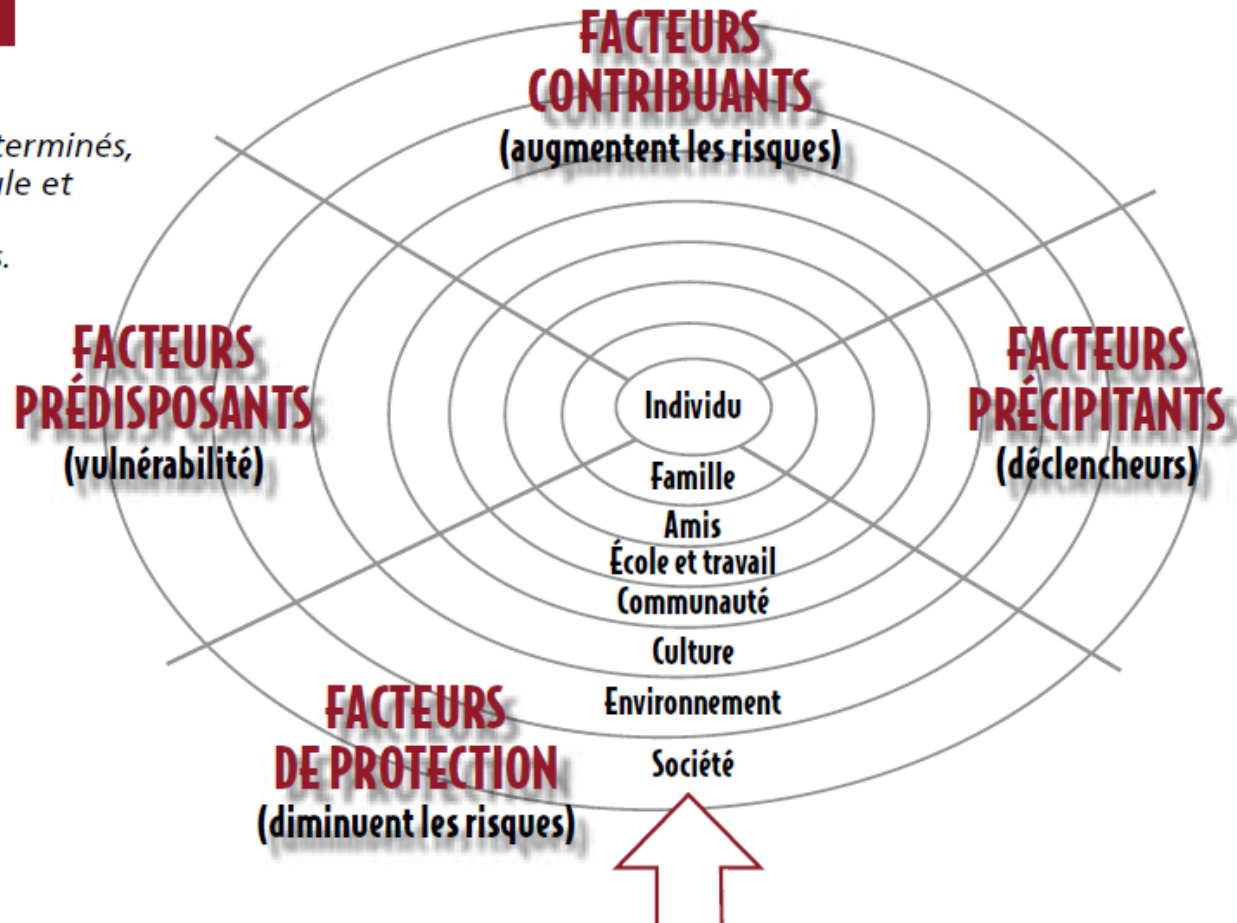 FACTEURS
CONTRIBUANTS
(augmentent les risques)
terminés,
le et
FACTEURS
PRÉDISPOSANTS
(vulnérabilité)
FACTEURS
PRÉCIPITANTS
(déclencheurs)
Individu
Famille
Amis
École et travail
Communauté
Culture
Environnement
Société
FACTEURS
DE PROTECTION
(diminuent les risques)